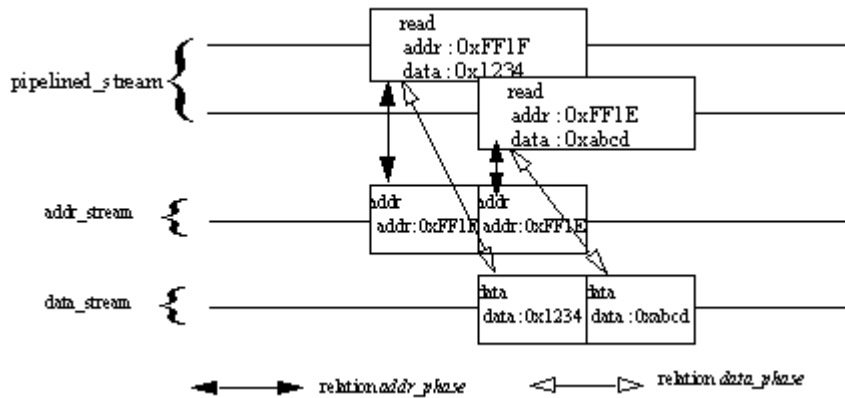 read
addr : 0xFF1F
data : 0x1234
pipelined_stream
read
addr : 0xFF1E
data : 0xabcd
addr_stream
addr
addr:0xFF1F
addr
addr:0xFF1E
data_stream
data
data : 0x1234
data
data : 0xabcd
relation addr_phase
relation data_phase